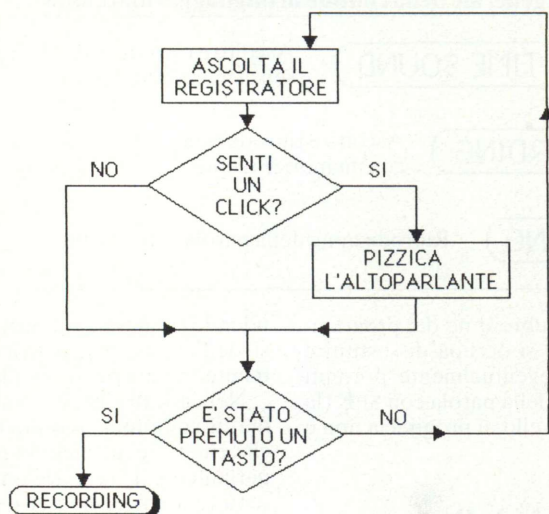 ASCOLTA IL
REGISTRATORE
SENTI
UN
CLICK?
NO
SI
PIZZICA
L'ALTOPARLANTE
E' STATO
PREMUTO UN
TASTO?
SI
NO
RECORDING